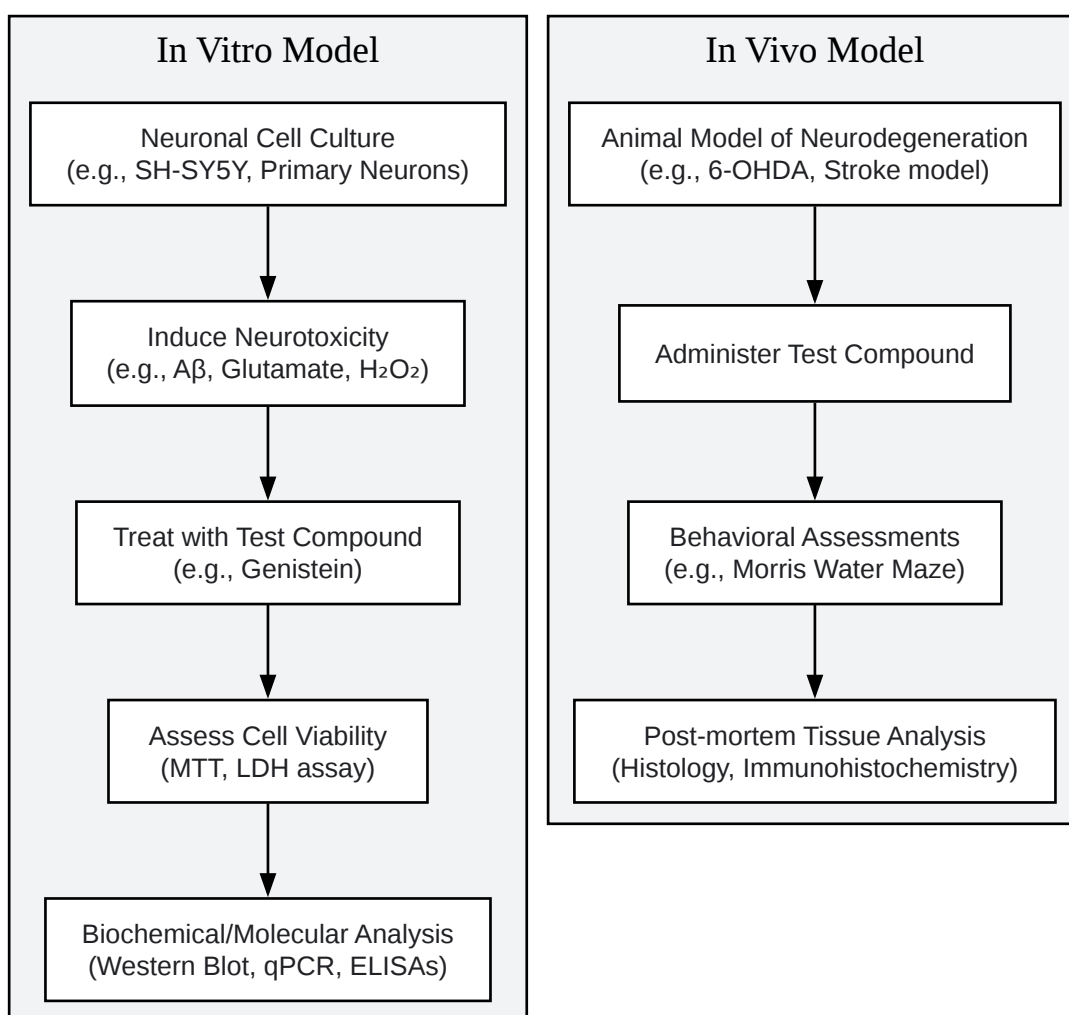 In Vitro Model
Neuronal Cell Culture
(e.g., SH-SY5Y, Primary Neurons)
Induce Neurotoxicity
(e.g., Aβ, Glutamate, H₂O₂)
Treat with Test Compound
(e.g., Genistein)
Assess Cell Viability
(MTT, LDH assay)
Biochemical/Molecular Analysis
(Western Blot, qPCR, ELISAs)
In Vivo Model
Animal Model of Neurodegeneration
(e.g., 6-OHDA, Stroke model)
Administer Test Compound
Behavioral Assessments
(e.g., Morris Water Maze)
Post-mortem Tissue Analysis
(Histology, Immunohistochemistry)